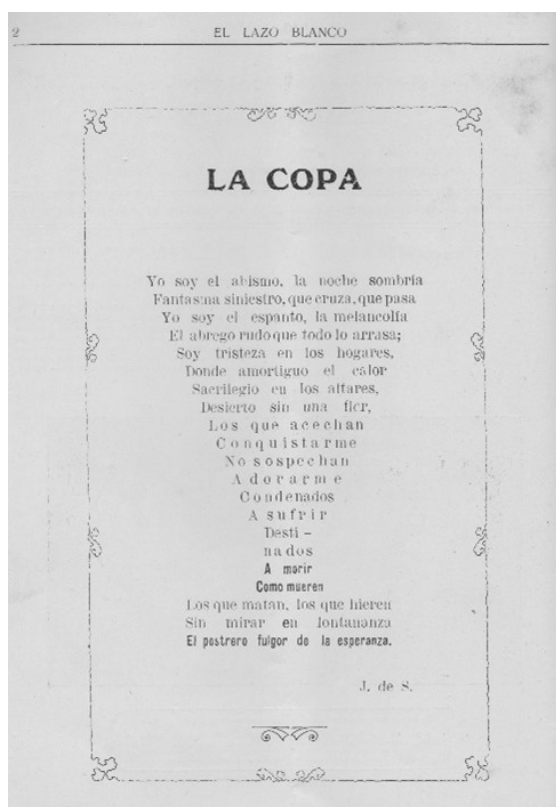 2
EL LAZO BLANCO
LA COPA
Yo soy el abismo, la noche sombría
Fantasma siniestro, que cruza, que pasa
Yo soy el espanto, la melancolía
El abrego rudo que todo lo arrasa;
Soy tristeza en los hogares,
Donde amortiguo el calor
Sacrilegio en los altares,
Desierto sin una flor,
Los que acechan
Conquistarme
No sospechan
Adorarme
Condenados
A sufrir
Desti -
nados
A morir
Como mueren
Los que matan, los que hieren
Sin mirar en lontananza
El postrero fulgor de la esperanza.
J. de S.